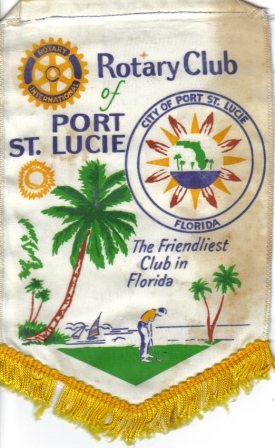 ROTARY
INTERNATIONAL
Rotary Club
of
PORT
ST. LUCIE
CITY OF PORT ST. LUCIE
FLORIDA
The Friendliest
Club in
Florida